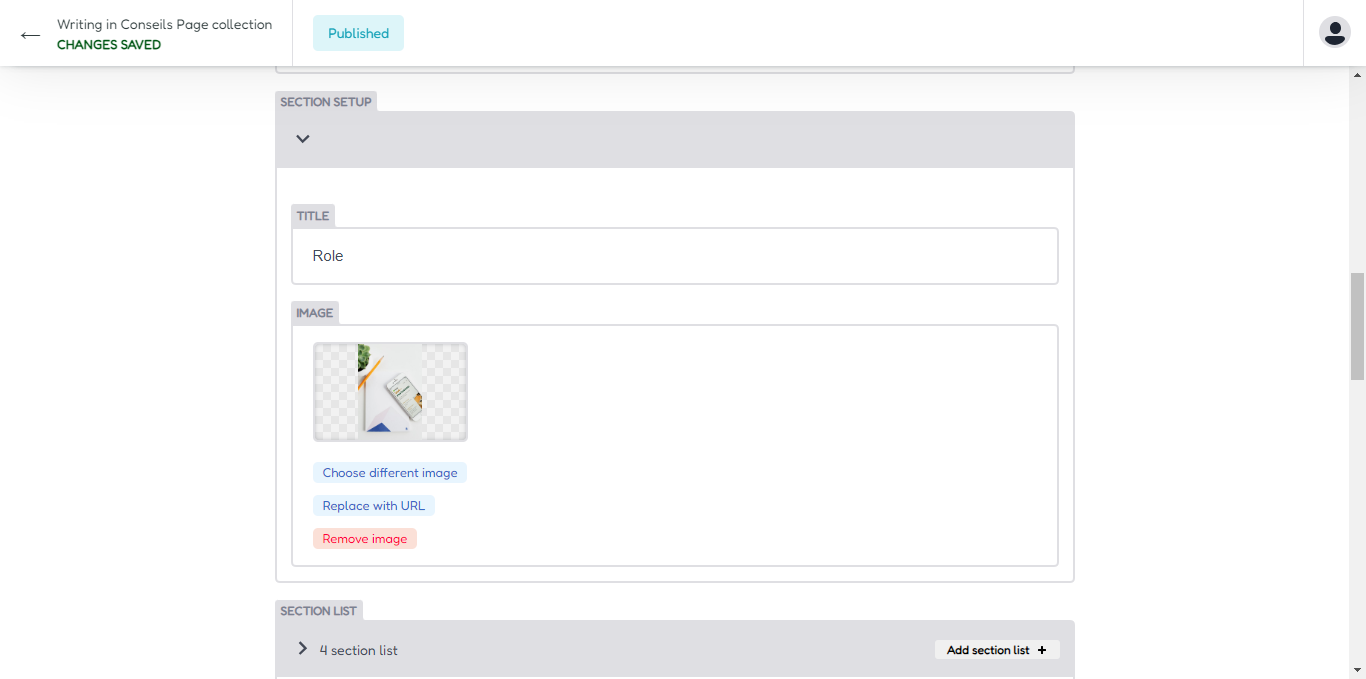 Writing in Conseils Page collection
CHANGES SAVED
Published
SECTION SETUP
TITLE
Role
IMAGE
Choose different image
Replace with URL
Remove image
SECTION LIST
4 section list
Add section list +